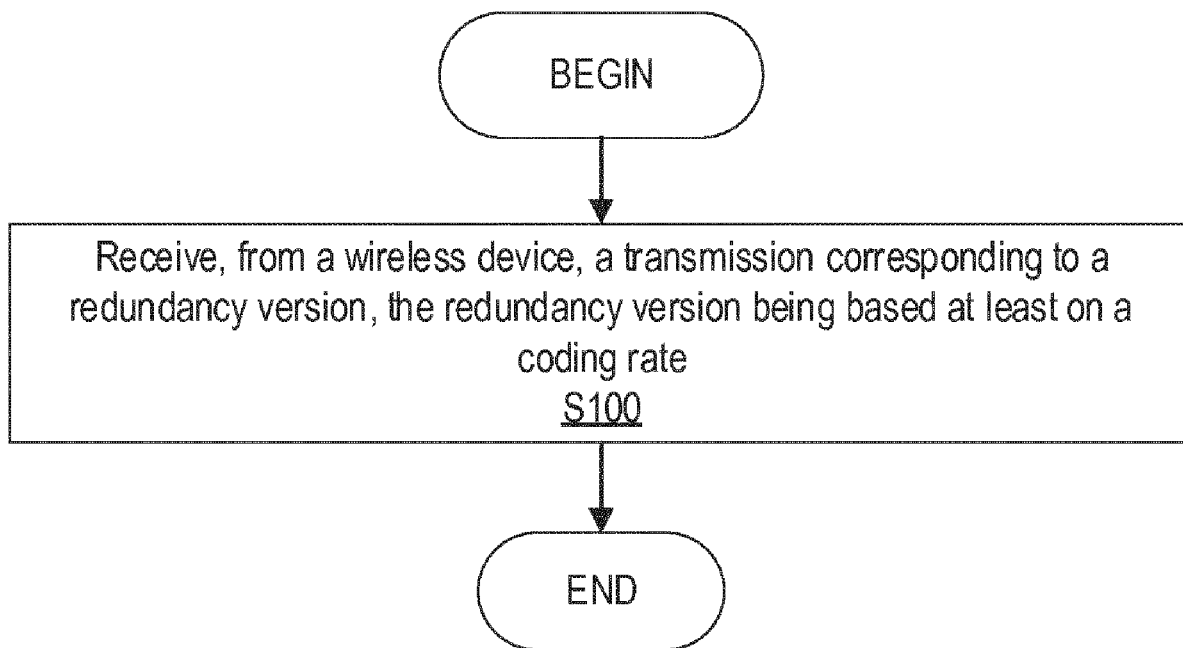 BEGIN
Receive, from a wireless device, a transmission corresponding to a
redundancy version, the redundancy version being based at least on a
coding rate
S100
END